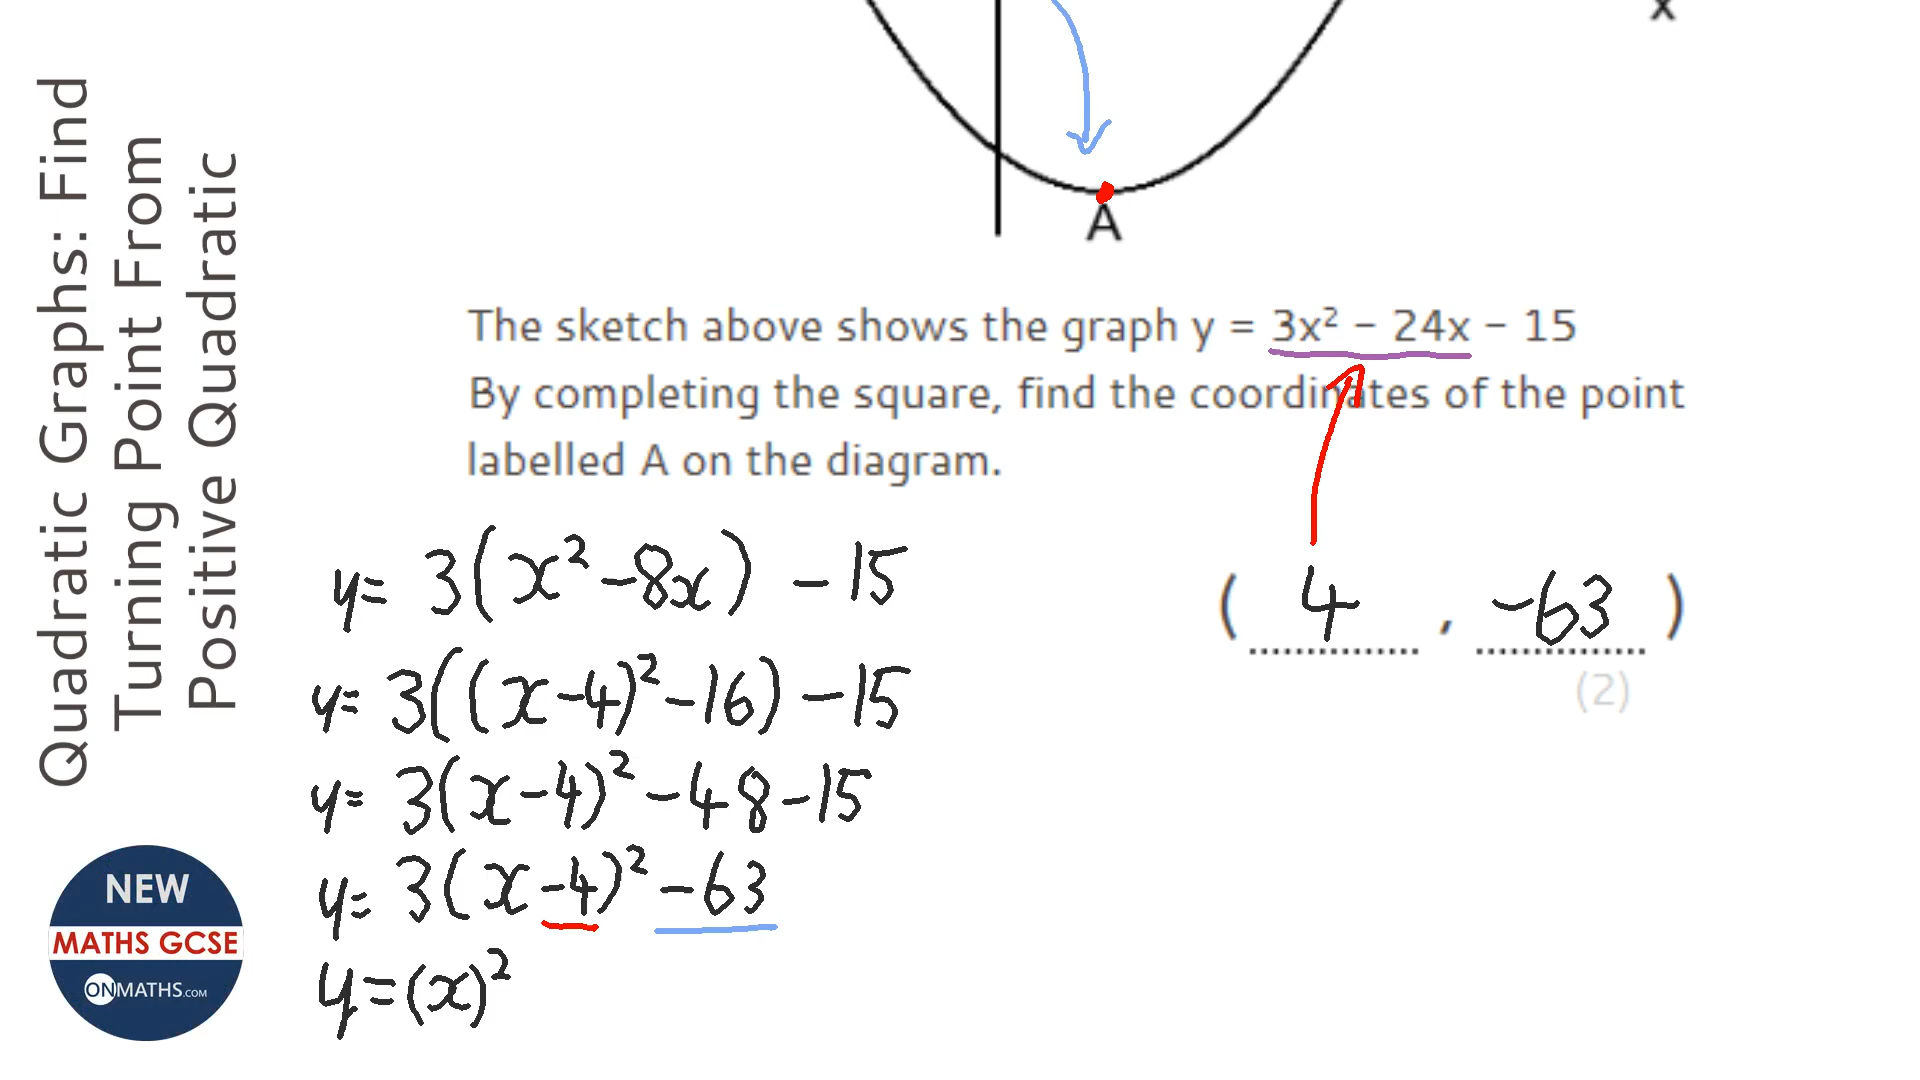 Quadratic Graphs: Find
Turning Point From
Positive Quadratic
x
A
The sketch above shows the graph y = 3x² − 24x − 15
By completing the square, find the coordinates of the point
labelled A on the diagram.
y= 3(x²-8x) -15
( 4 , -63 )
(2)
y= 3((x-4)²-16) -15
y= 3(x-4)²-48-15
y= 3(x-4)²-63
y=(x)²
NEW
MATHS GCSE
ONMATHS.COM